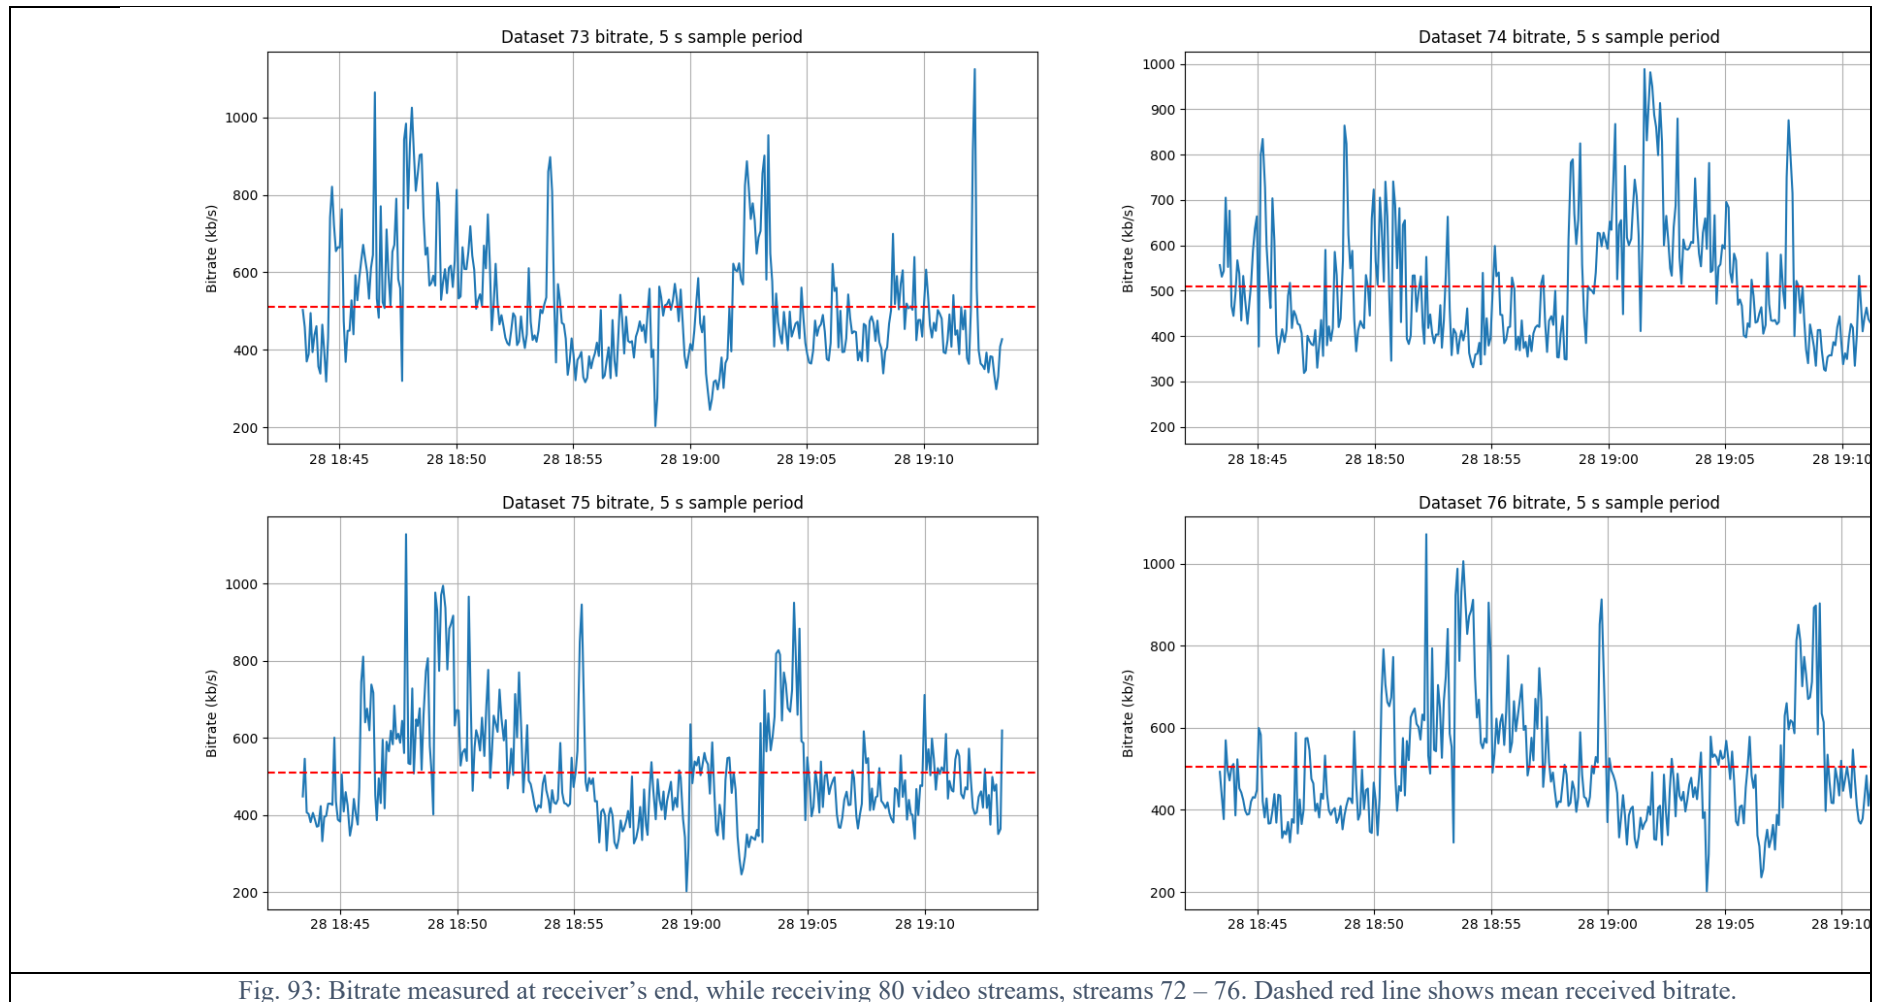 Dataset 73 bitrate, 5 s sample period
Bitrate (kb/s)
1000
800
600
400
200
28 18:45 28 18:50 28 18:55 28 19:00 28 19:05 28 19:10
Dataset 74 bitrate, 5 s sample period
Bitrate (kb/s)
1000
900
800
700
600
500
400
300
200
28 18:45 28 18:50 28 18:55 28 19:00 28 19:05 28 19:10
Dataset 75 bitrate, 5 s sample period
Bitrate (kb/s)
1000
800
600
400
200
28 18:45 28 18:50 28 18:55 28 19:00 28 19:05 28 19:10
Dataset 76 bitrate, 5 s sample period
Bitrate (kb/s)
1000
800
600
400
200
28 18:45 28 18:50 28 18:55 28 19:00 28 19:05 28 19:10
Fig. 93: Bitrate measured at receiver’s end, while receiving 80 video streams, streams 72 – 76. Dashed red line shows mean received bitrate.